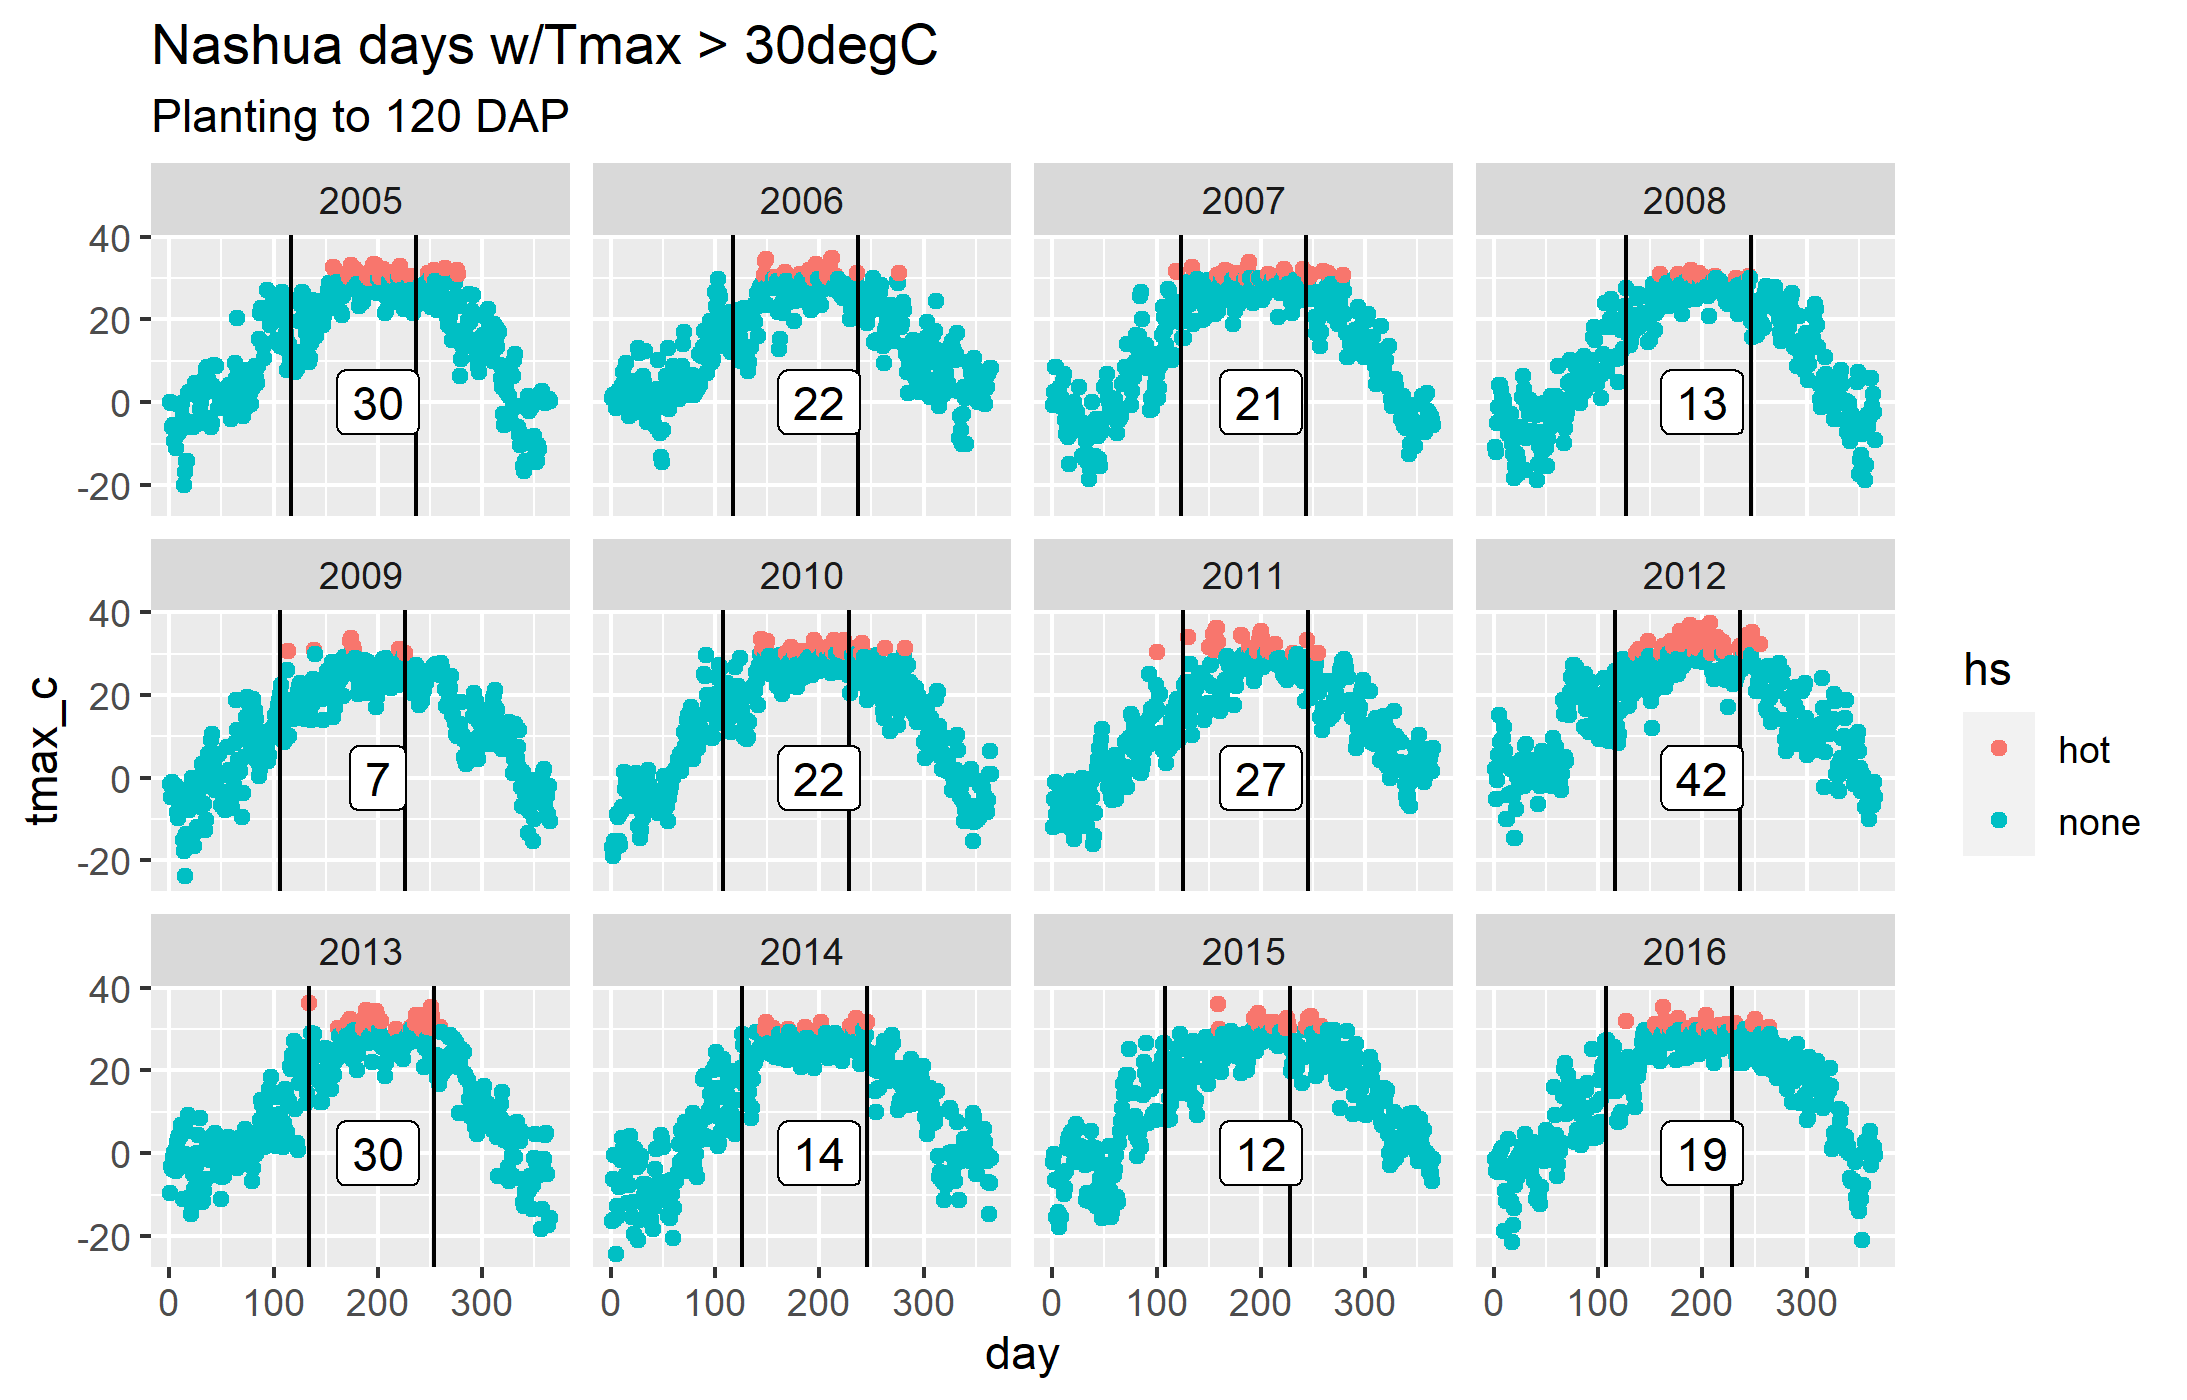 Nashua days w/Tmax > 30degC
Planting to 120 DAP
2005 2006 2007 2008
40
20
0
-20
30 22 21 13
2009 2010 2011 2012
40
20
0
-20
7 22 27 42
2013 2014 2015 2016
40
20
0
-20
30 14 12 19
0 100 200 300 0 100 200 300 0 100 200 300 0 100 200 300
day
tmax_c
hs
hot
none